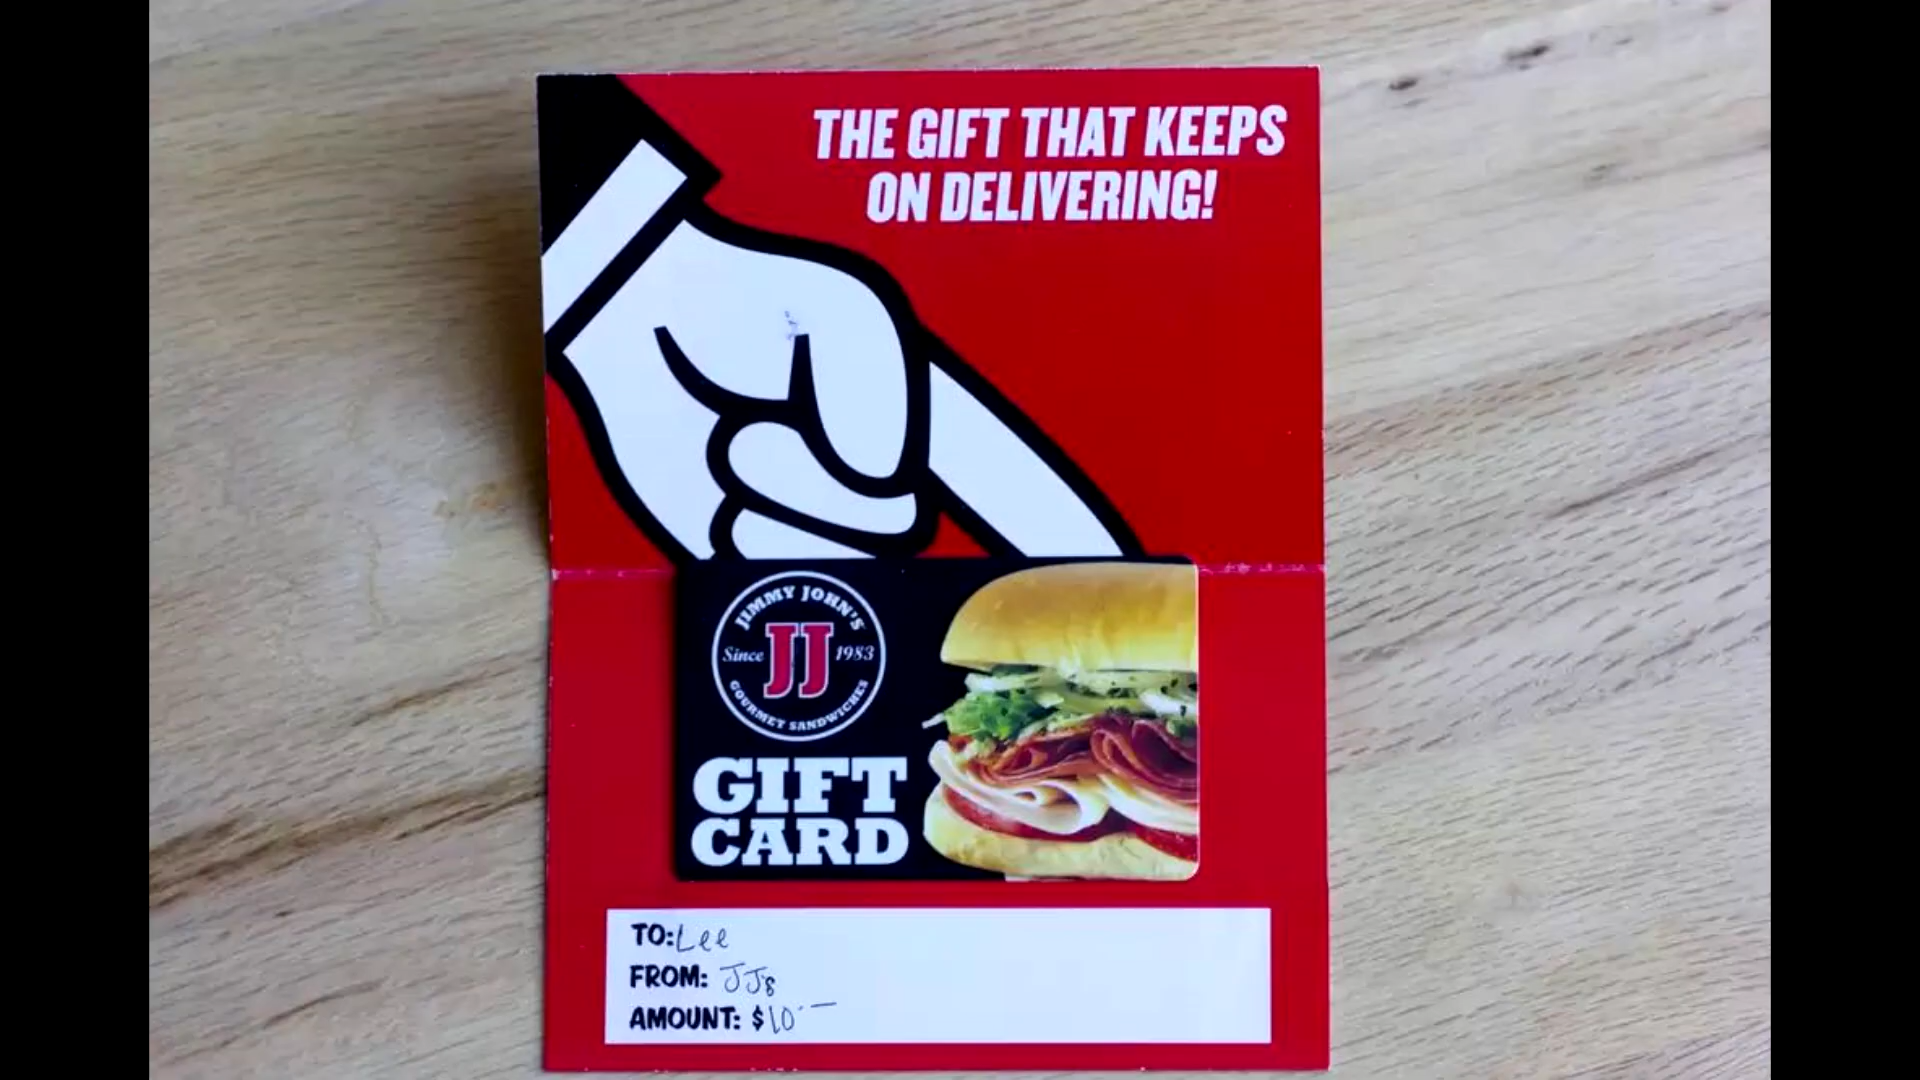 THE GIFT THAT KEEPS
ON DELIVERING!
JIMMY JOHN'S
Since JJ 1983
GOURMET SANDWICHES
GIFT
CARD
TO: Lee
FROM: JJ's
AMOUNT: $10.—